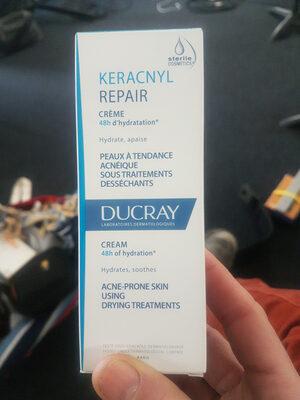 sterile
COSMETICS
KERACNYL
REPAIR
CRÈME
48h d'hydratation*
Hydrate, apaise
PEAUX À TENDANCE
ACNÉIQUE
SOUS TRAITEMENTS
DESSÉCHANTS
DUCRAY
LABORATOIRES DERMATOLOGIQUES
CREAM
48h of hydration*
Hydrates, soothes
ACNE-PRONE SKIN
USING
DRYING TREATMENTS
PARIS